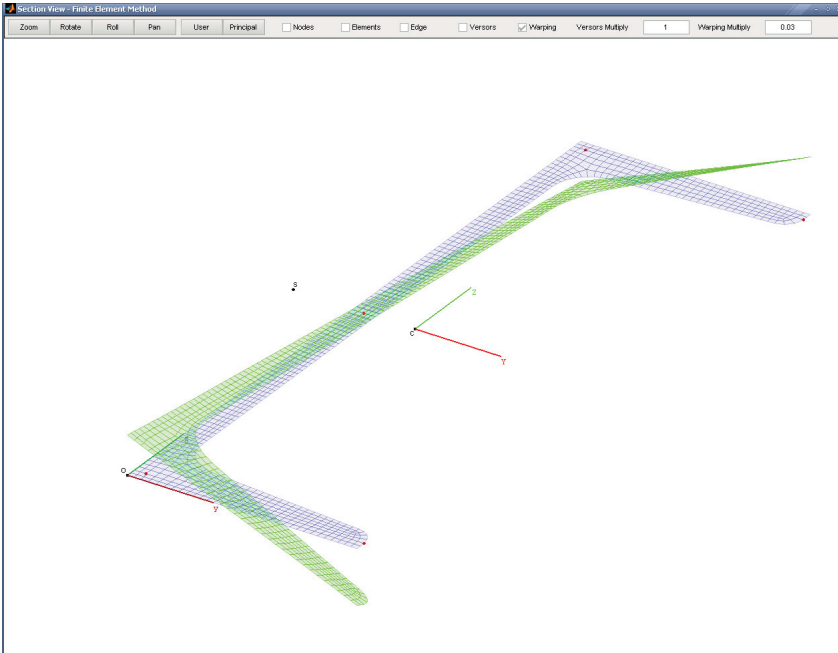 Section View - Finite Element Method
Zoom Rotate Roll Pan User Principal Nodes Elements Edge Versors Warping Versors Multiply 1 Warping Multiply 0.03
S
Z
C
Y
O
y